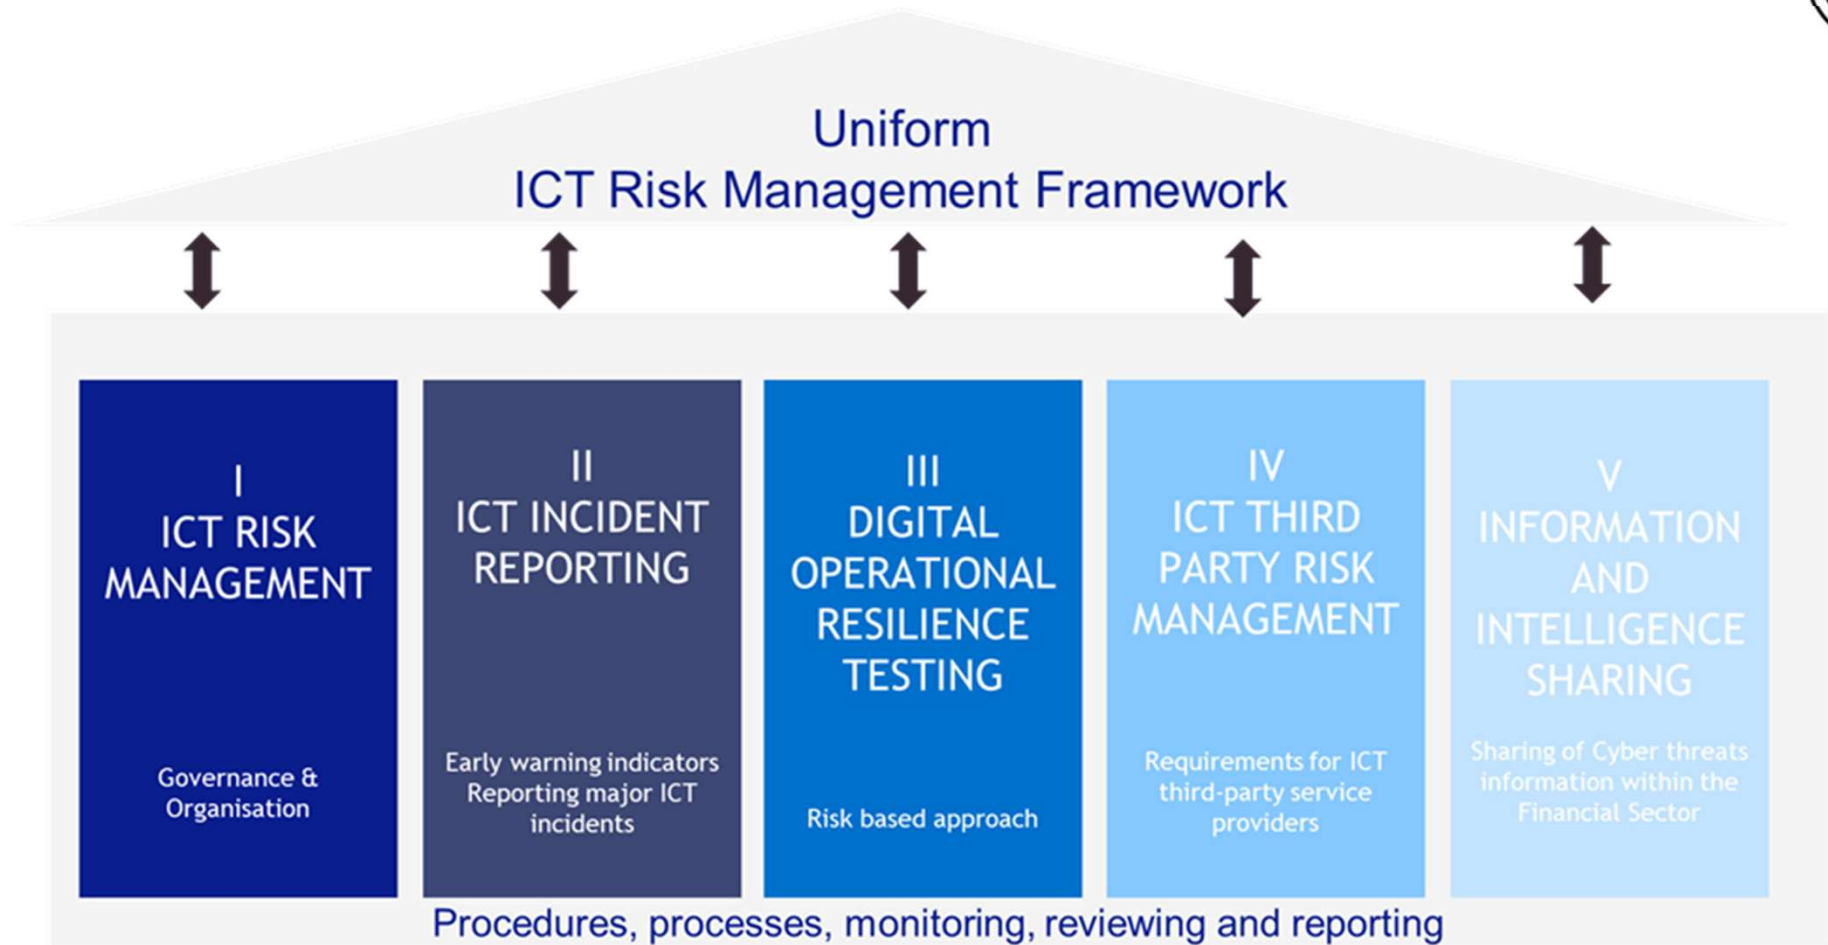 Uniform
ICT Risk Management Framework
I
ICT RISK
MANAGEMENT
Governance &
Organisation
II
ICT INCIDENT
REPORTING
Early warning indicators
Reporting major ICT
incidents
III
DIGITAL
OPERATIONAL
RESILIENCE
TESTING
Risk based approach
IV
ICT THIRD
PARTY RISK
MANAGEMENT
Requirements for ICT
third-party service
providers
V
INFORMATION
AND
INTELLIGENCE
SHARING
Sharing of Cyber threats
information within the
Financial Sector
Procedures, processes, monitoring, reviewing and reporting